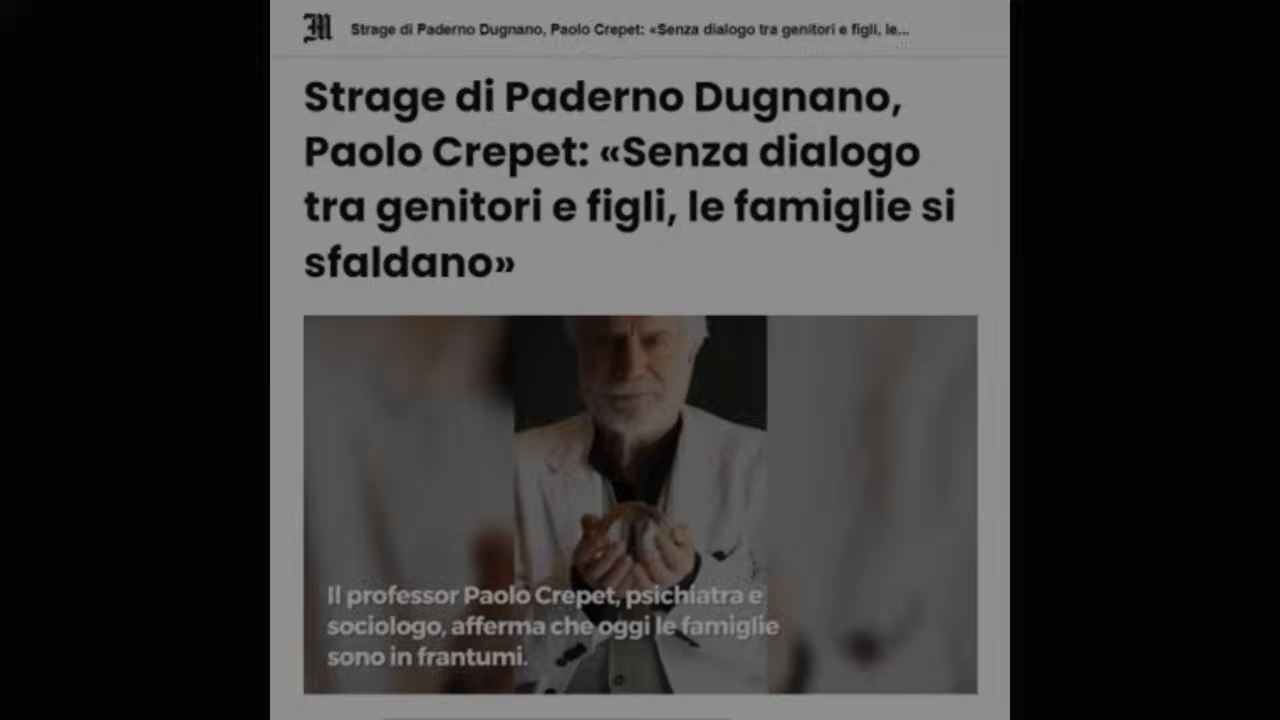 M Strage di Paderno Dugnano, Paolo Crepet: «Senza dialogo tra genitori e figli, le...
Strage di Paderno Dugnano,
Paolo Crepet: «Senza dialogo
tra genitori e figli, le famiglie si
sfaldano»
Il professor Paolo Crepet, psichiatra e
sociologo, afferma che oggi le famiglie
sono in frantumi.